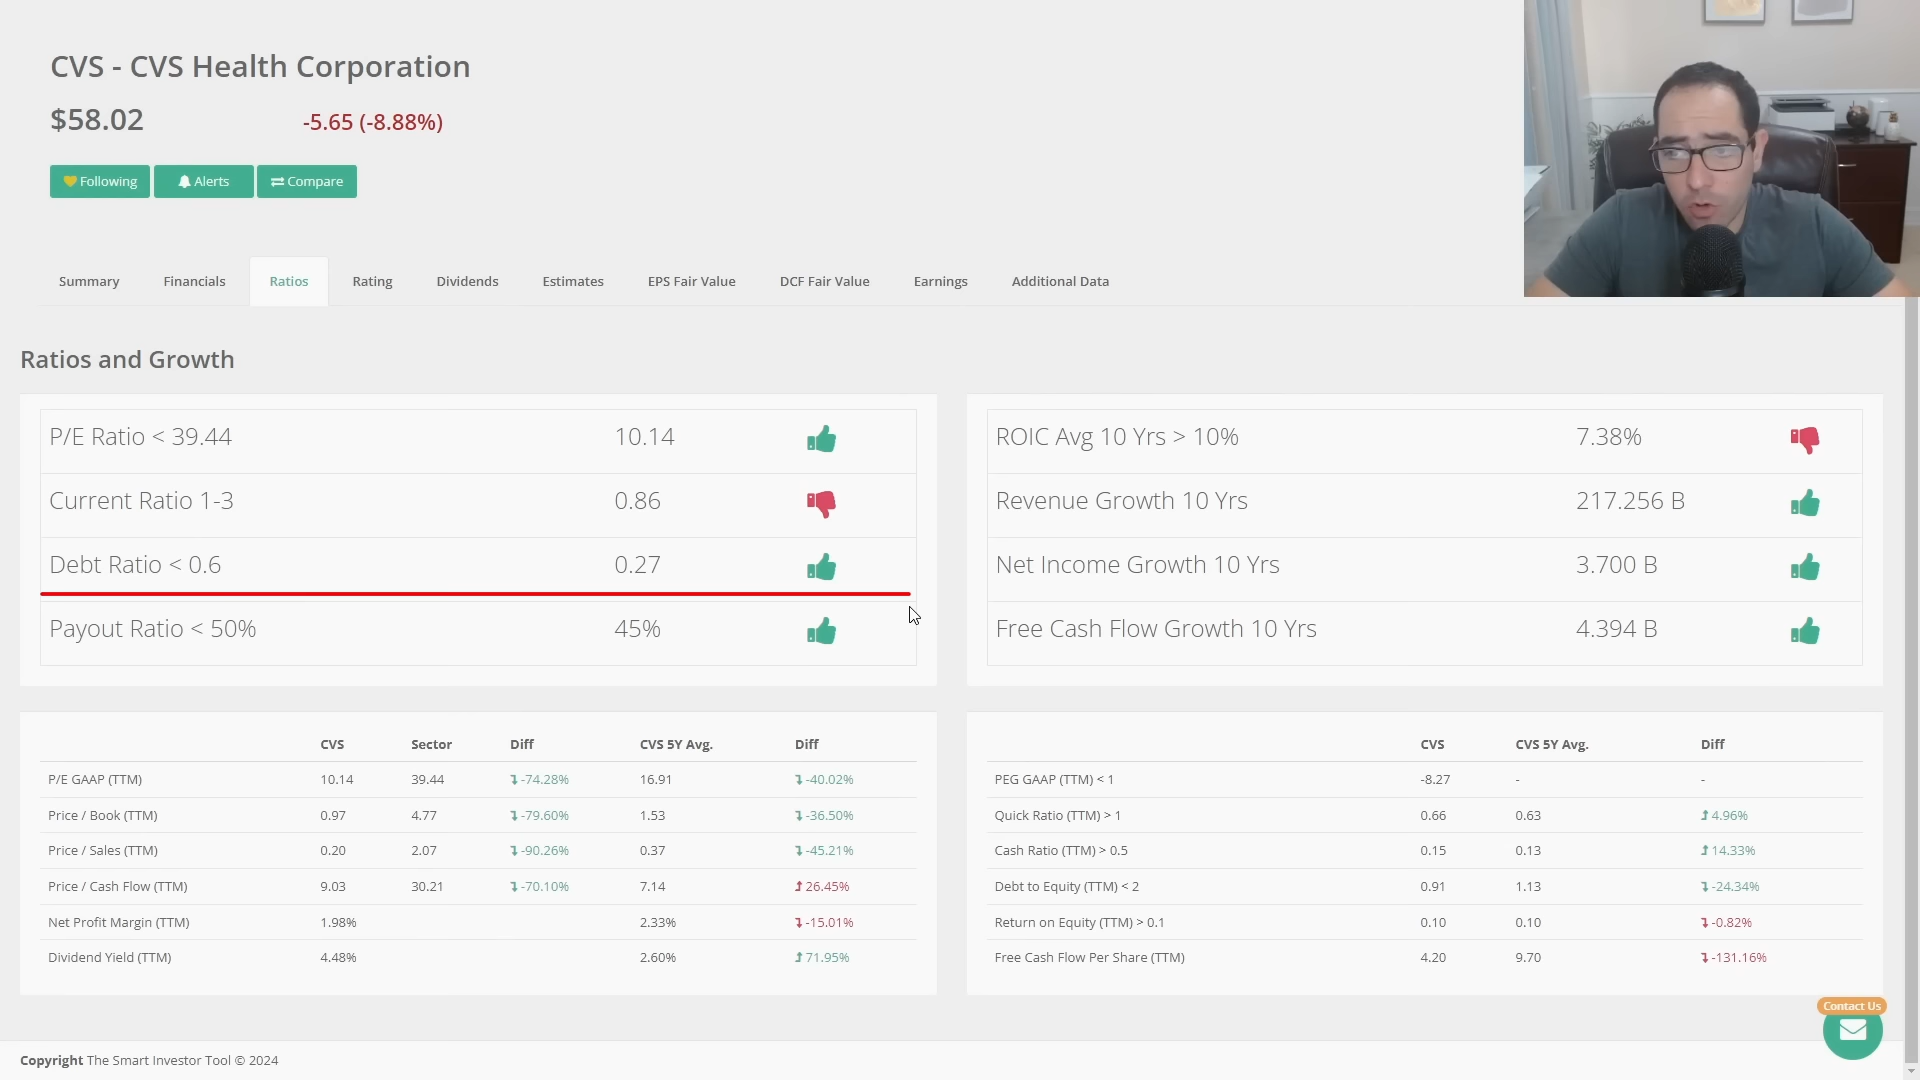 CVS - CVS Health Corporation
$58.02 -5.65 (-8.88%)
Following Alerts Compare
Summary Financials Ratios Rating Dividends Estimates EPS Fair Value DCF Fair Value Earnings Additional Data
Ratios and Growth
P/E Ratio < 39.44 10.14
Current Ratio 1-3 0.86
Debt Ratio < 0.6 0.27
Payout Ratio < 50% 45%
ROIC Avg 10 Yrs > 10% 7.38%
Revenue Growth 10 Yrs 217.256 B
Net Income Growth 10 Yrs 3.700 B
Free Cash Flow Growth 10 Yrs 4.394 B
CVS Sector Diff CVS 5Y Avg. Diff
P/E GAAP (TTM) 10.14 39.44 -74.28% 16.91 -40.02%
Price / Book (TTM) 0.97 4.77 -79.60% 1.53 -36.50%
Price / Sales (TTM) 0.20 2.07 -90.26% 0.37 -45.21%
Price / Cash Flow (TTM) 9.03 30.21 -70.10% 7.14 26.45%
Net Profit Margin (TTM) 1.98% 2.33% -15.01%
Dividend Yield (TTM) 4.48% 2.60% 71.95%
CVS CVS 5Y Avg. Diff
PEG GAAP (TTM) < 1 -8.27 - -
Quick Ratio (TTM) > 1 0.66 0.63 4.96%
Cash Ratio (TTM) > 0.5 0.15 0.13 14.33%
Debt to Equity (TTM) < 2 0.91 1.13 -24.34%
Return on Equity (TTM) > 0.1 0.10 0.10 -0.82%
Free Cash Flow Per Share (TTM) 4.20 9.70 -131.16%
Contact Us
Copyright The Smart Investor Tool © 2024